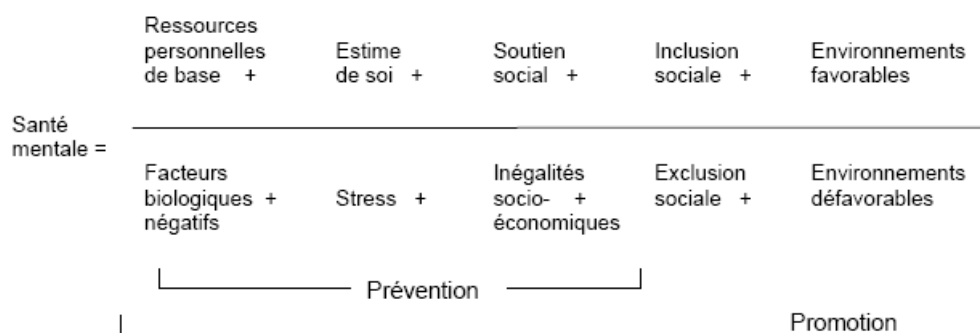 Ressources
personnelles Estime Soutien Inclusion Environnements
de base + de soi + social + sociale + favorables
Santé
mentale =
Facteurs Inégalités Exclusion Environnements
biologiques + Stress + socio- + sociale + défavorables
négatifs économiques
Prévention
Promotion